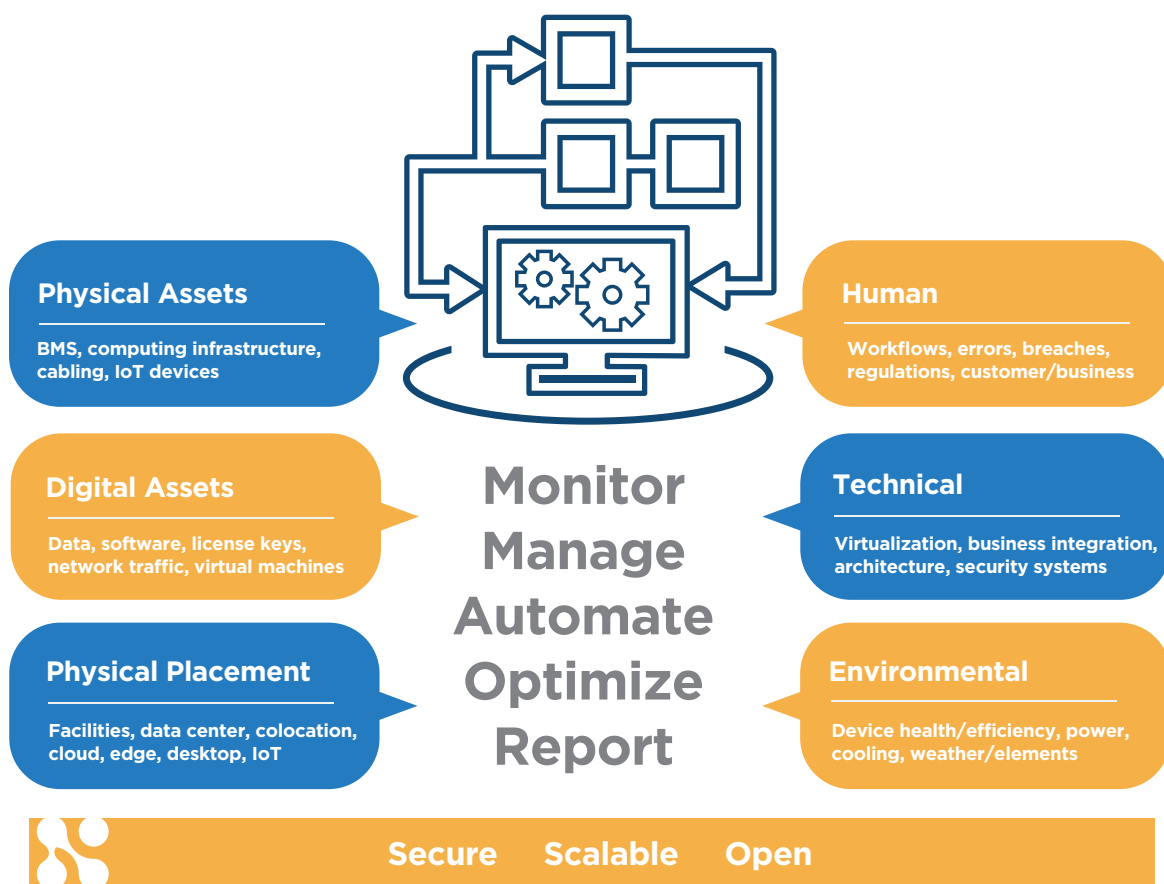 Physical Assets
BMS, computing infrastructure,
cabling, IoT devices
Human
Workflows, errors, breaches,
regulations, customer/business
Digital Assets
Data, software, license keys,
network traffic, virtual machines
Technical
Virtualization, business integration,
architecture, security systems
Physical Placement
Facilities, data center, colocation,
cloud, edge, desktop, IoT
Environmental
Device health/efficiency, power,
cooling, weather/elements
Monitor
Manage
Automate
Optimize
Report
Secure Scalable Open